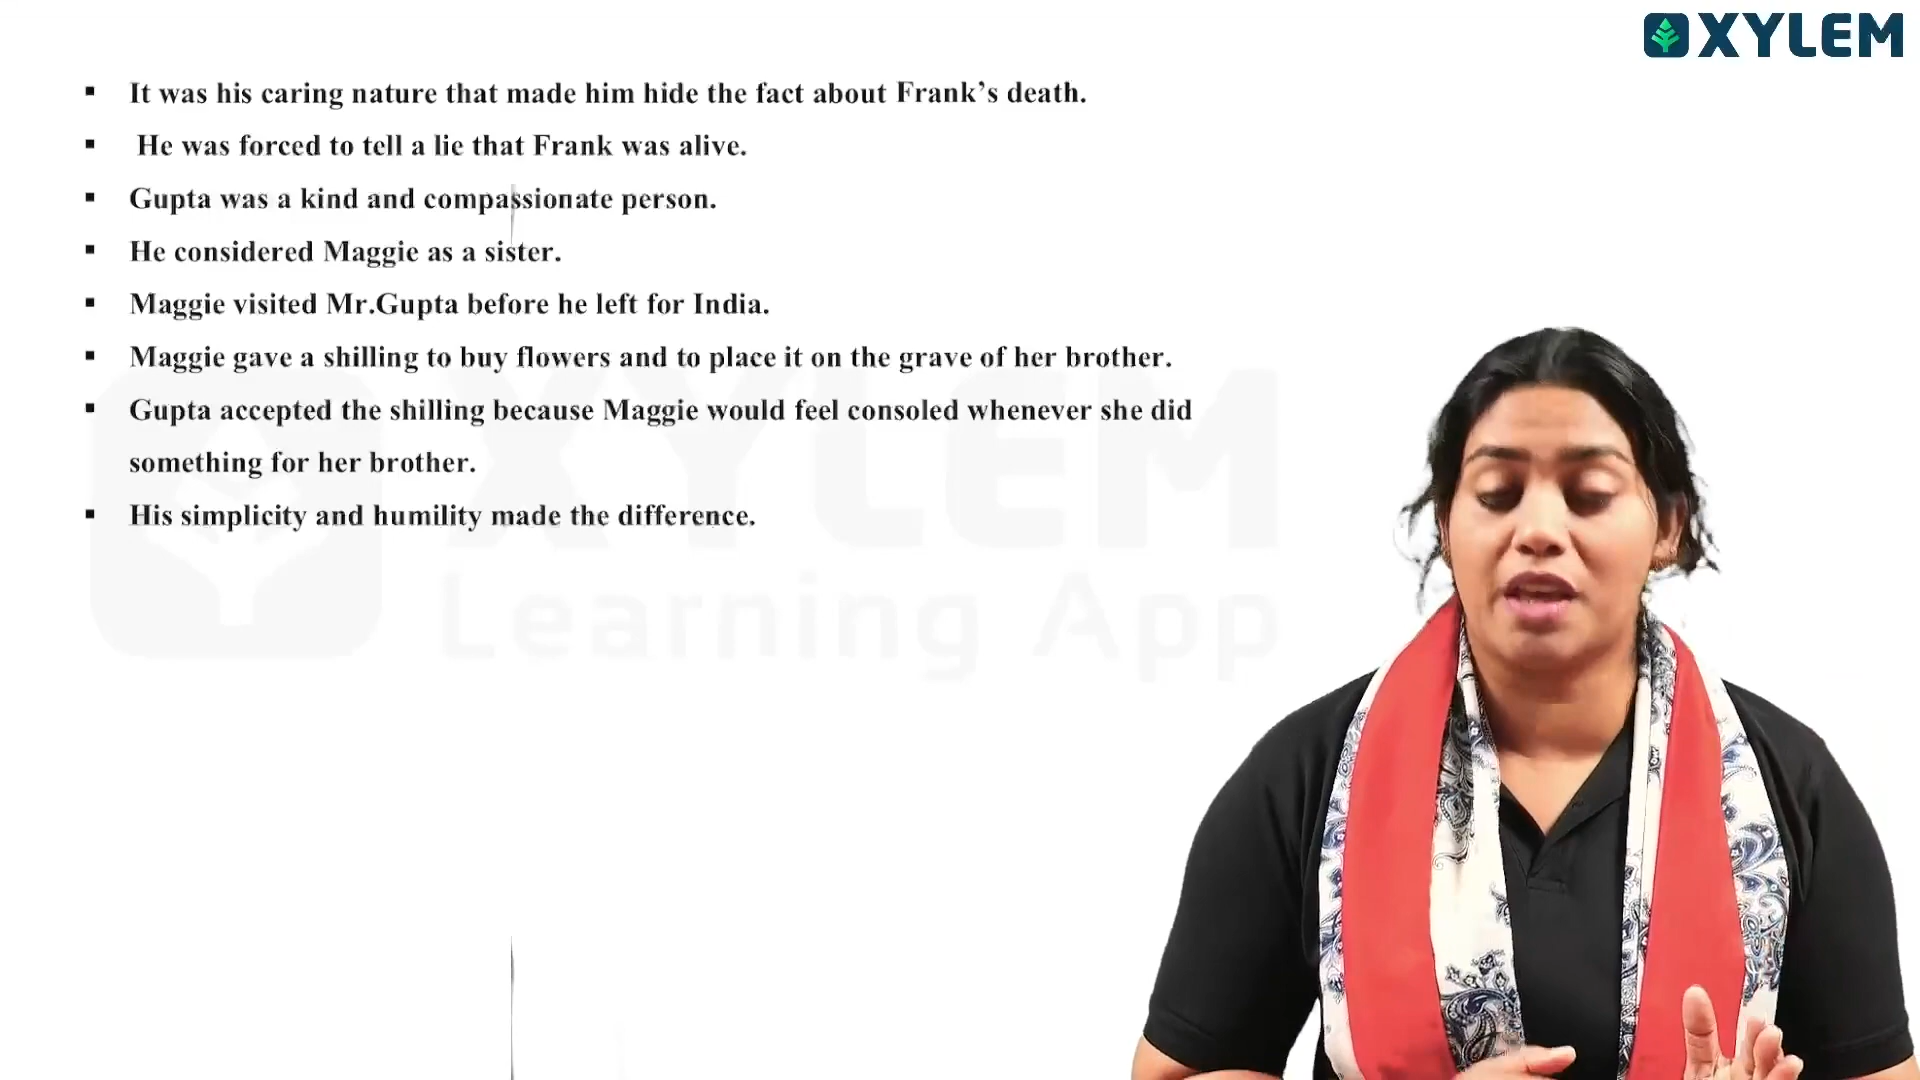 XYLEM
▪ It was his caring nature that made him hide the fact about Frank’s death.
▪ He was forced to tell a lie that Frank was alive.
▪ Gupta was a kind and compassionate person.
▪ He considered Maggie as a sister.
▪ Maggie visited Mr.Gupta before he left for India.
▪ Maggie gave a shilling to buy flowers and to place it on the grave of her brother.
▪ Gupta accepted the shilling because Maggie would feel consoled whenever she did
something for her brother.
▪ His simplicity and humility made the difference.
XYLEM
Learning App